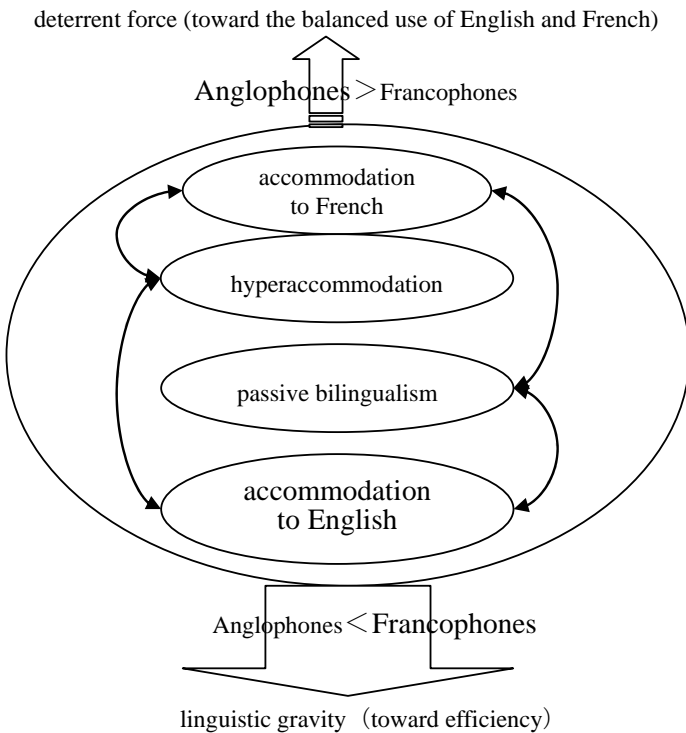 deterrent force (toward the balanced use of English and French)
Anglophones＞Francophones
accommodation
to French
hyperaccommodation
passive bilingualism
accommodation
to English
Anglophones＜Francophones
linguistic gravity（toward efficiency）